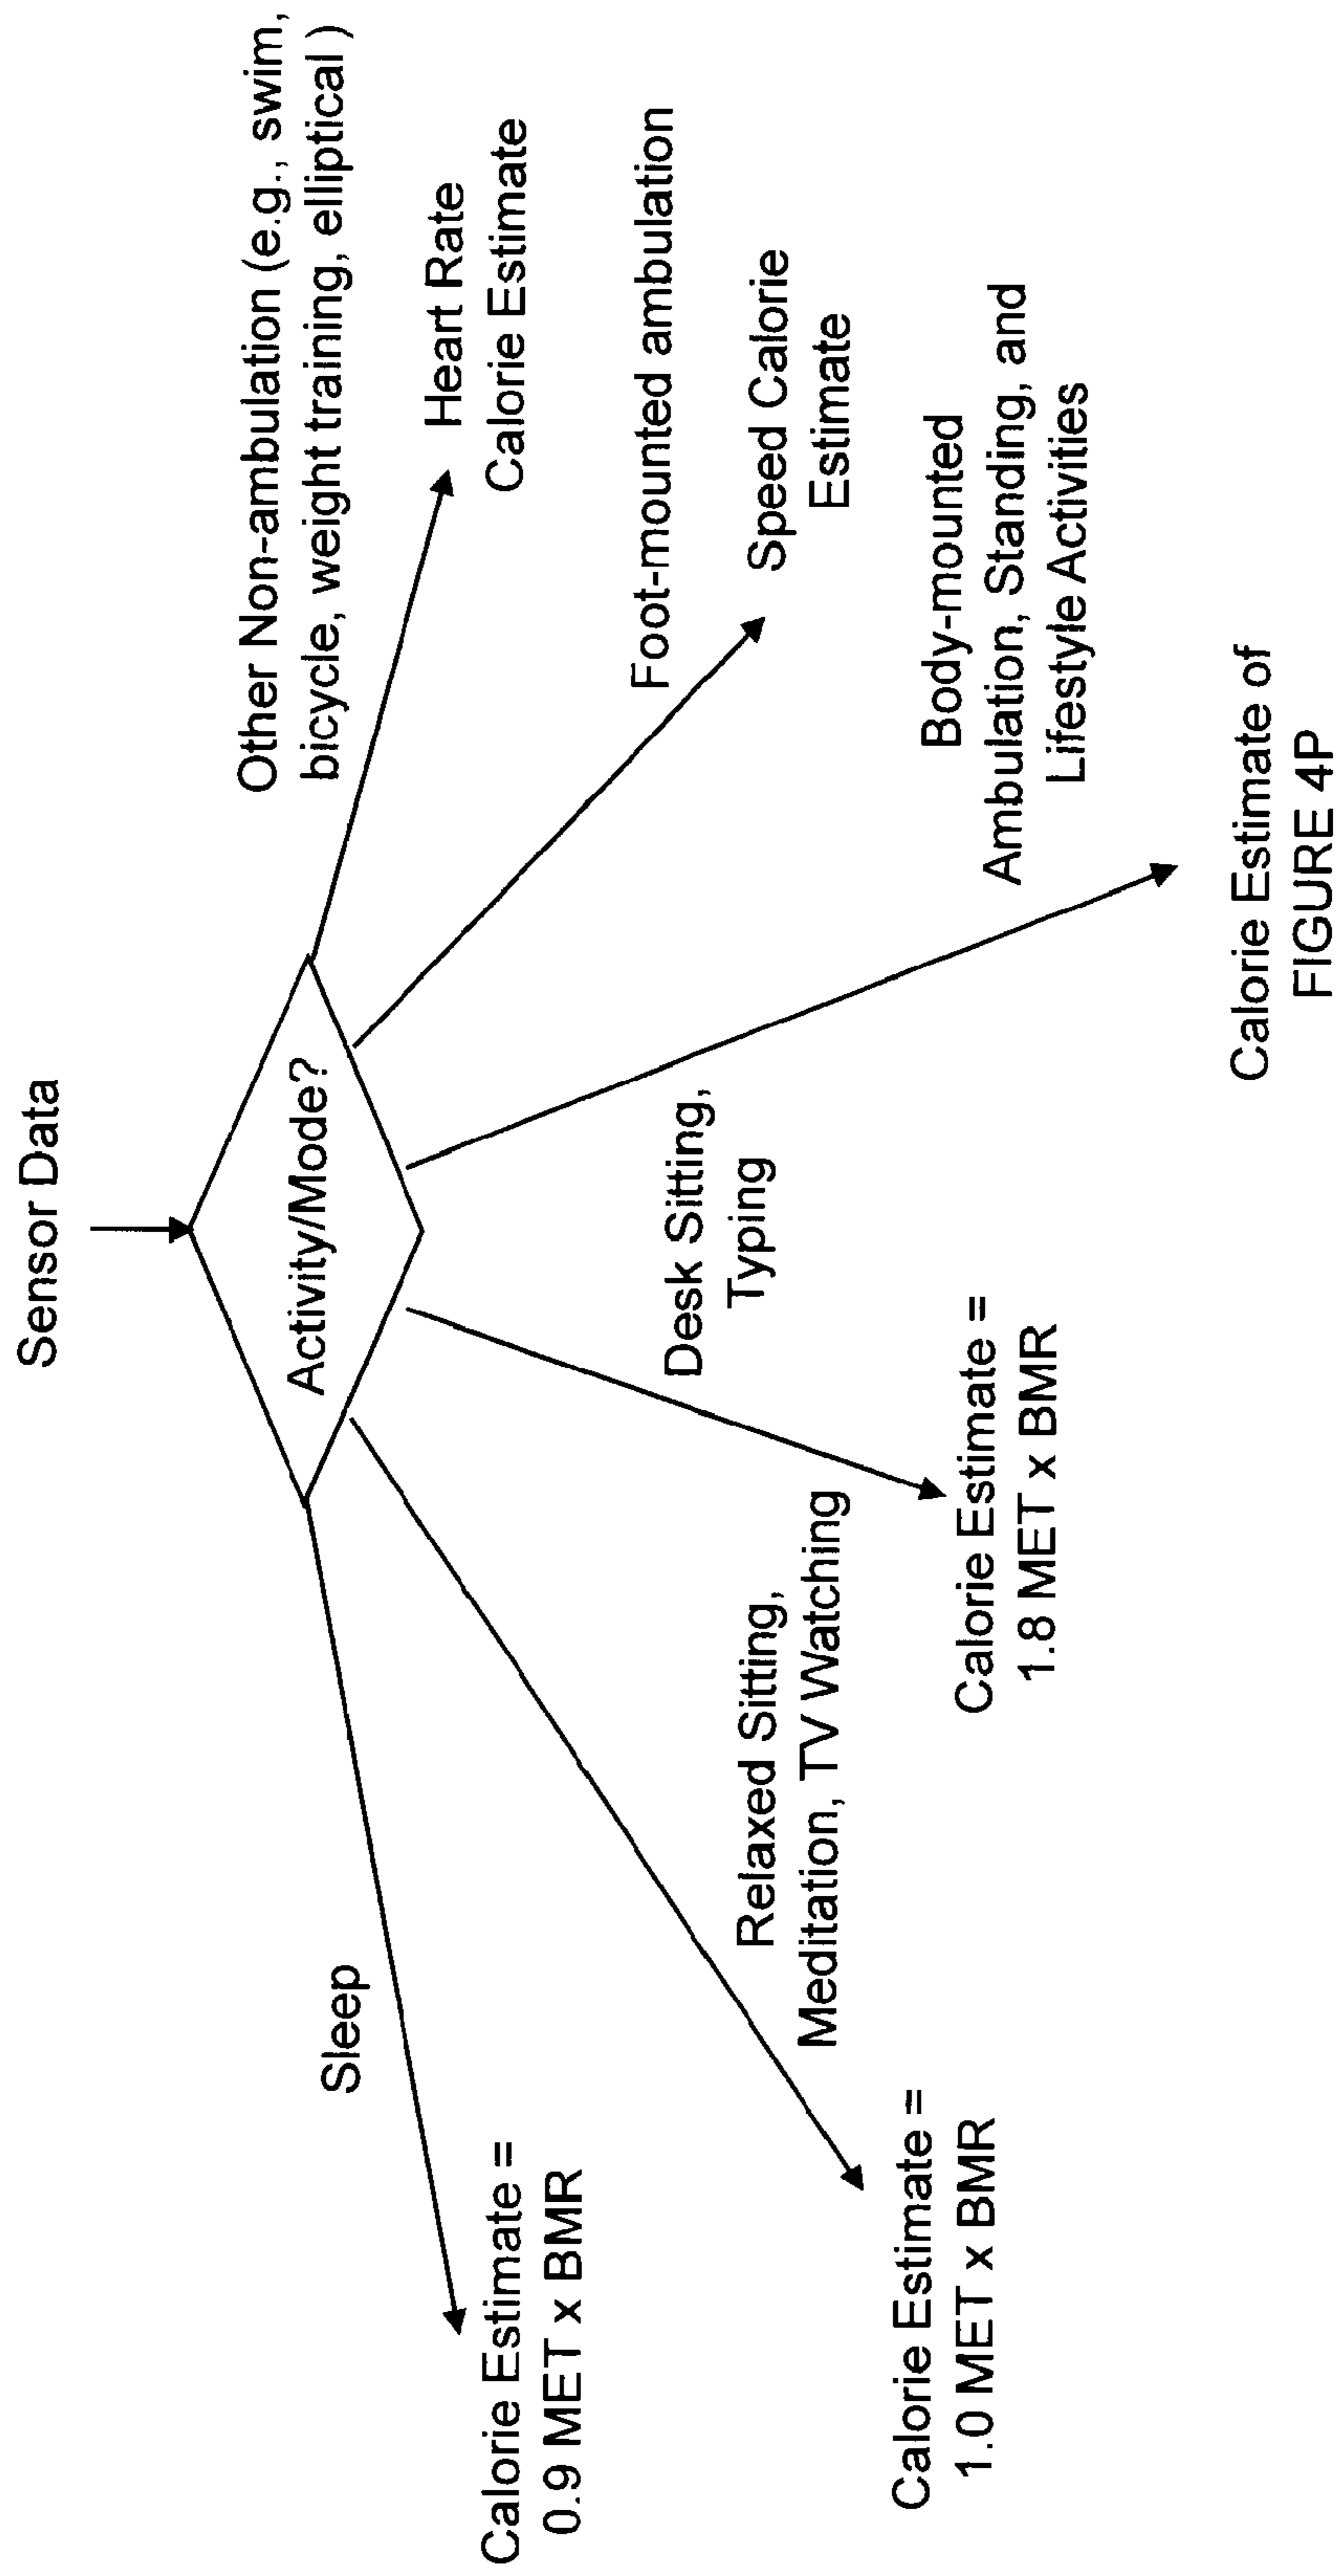 Sensor Data
Activity/Mode?
Sleep
Calorie Estimate =
0.9 MET x BMR
Relaxed Sitting,
Meditation, TV Watching
Calorie Estimate =
1.0 MET x BMR
Desk Sitting,
Typing
Calorie Estimate =
1.8 MET x BMR
Body-mounted
Ambulation, Standing, and
Lifestyle Activities
Calorie Estimate of
FIGURE 4P
Foot-mounted ambulation
Speed Calorie
Estimate
Other Non-ambulation (e.g., swim,
bicycle, weight training, elliptical )
Heart Rate
Calorie Estimate